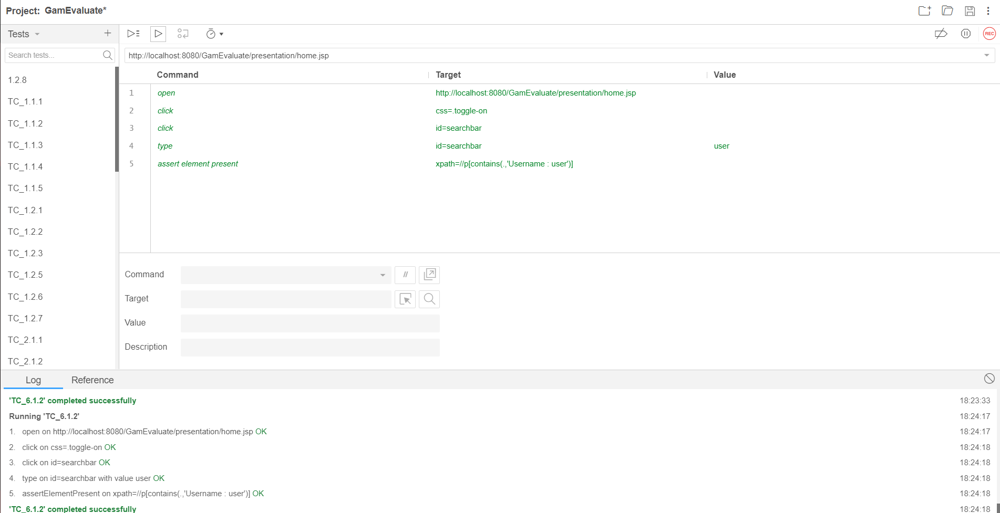 Project: GamEvaluate*
Tests
REC
Search tests...
http://localhost:8080/GamEvaluate/presentation/home.jsp
Command Target Value
1 open http://localhost:8080/GamEvaluate/presentation/home.jsp
2 click css=.toggle-on
3 click id=searchbar
4 type id=searchbar user
5 assert element present xpath=//p[contains(.,'Username : user')]
1.2.8
TC_1.1.1
TC_1.1.2
TC_1.1.3
TC_1.1.4
TC_1.1.5
TC_1.2.1
TC_1.2.2
TC_1.2.3
TC_1.2.5
TC_1.2.6
TC_1.2.7
TC_2.1.1
TC_2.1.2
Command //
Target
Value
Description
Log Reference
'TC_6.1.2' completed successfully 18:23:33
Running 'TC_6.1.2' 18:24:17
1. open on http://localhost:8080/GamEvaluate/presentation/home.jsp OK 18:24:17
2. click on css=.toggle-on OK 18:24:18
3. click on id=searchbar OK 18:24:18
4. type on id=searchbar with value user OK 18:24:18
5. assertElementPresent on xpath=//p[contains(.,'Username : user')] OK 18:24:18
'TC_6.1.2' completed successfully 18:24:18